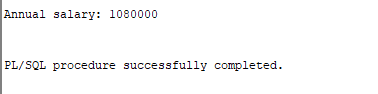 Annual salary: 1080000
PL/SQL procedure successfully completed.